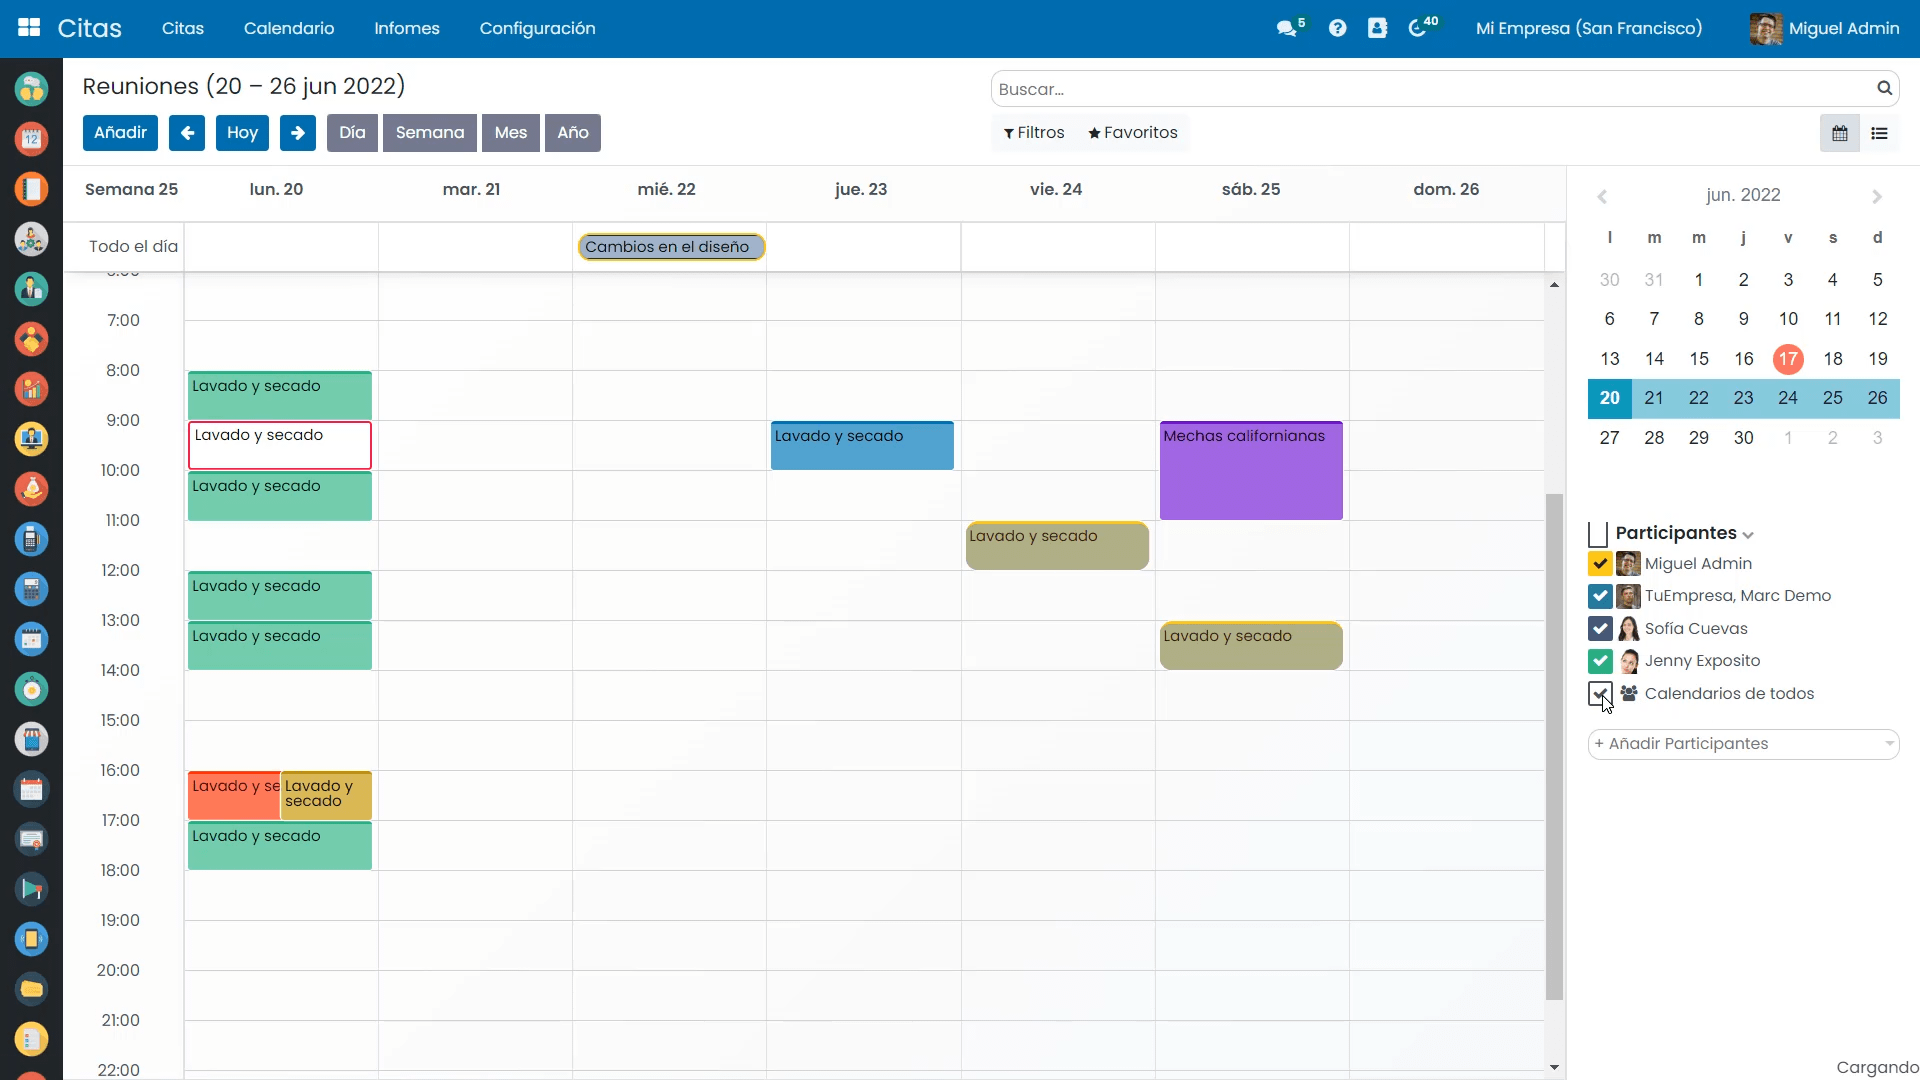 Citas
Citas
Calendario
Infomes
Configuración
5
40
Mi Empresa (San Francisco)
Miguel Admin
Reuniones (20 – 26 jun 2022)
Buscar...
Añadir
Hoy
Día
Semana
Mes
Año
Filtros
Favoritos
Semana 25
lun. 20
mar. 21
mié. 22
jue. 23
vie. 24
sáb. 25
dom. 26
Todo el día
Cambios en el diseño
7:00
8:00
Lavado y secado
9:00
Lavado y secado
Lavado y secado
Mechas californianas
10:00
Lavado y secado
11:00
Lavado y secado
12:00
Lavado y secado
13:00
Lavado y secado
Lavado y secado
14:00
15:00
16:00
Lavado y se
Lavado y
secado
17:00
Lavado y secado
18:00
19:00
20:00
21:00
22:00
jun. 2022
l m m j v s d
30 31 1 2 3 4 5
6 7 8 9 10 11 12
13 14 15 16 17 18 19
20 21 22 23 24 25 26
27 28 29 30 1 2 3
Participantes
Miguel Admin
TuEmpresa, Marc Demo
Sofía Cuevas
Jenny Exposito
Calendarios de todos
+ Añadir Participantes
Cargando